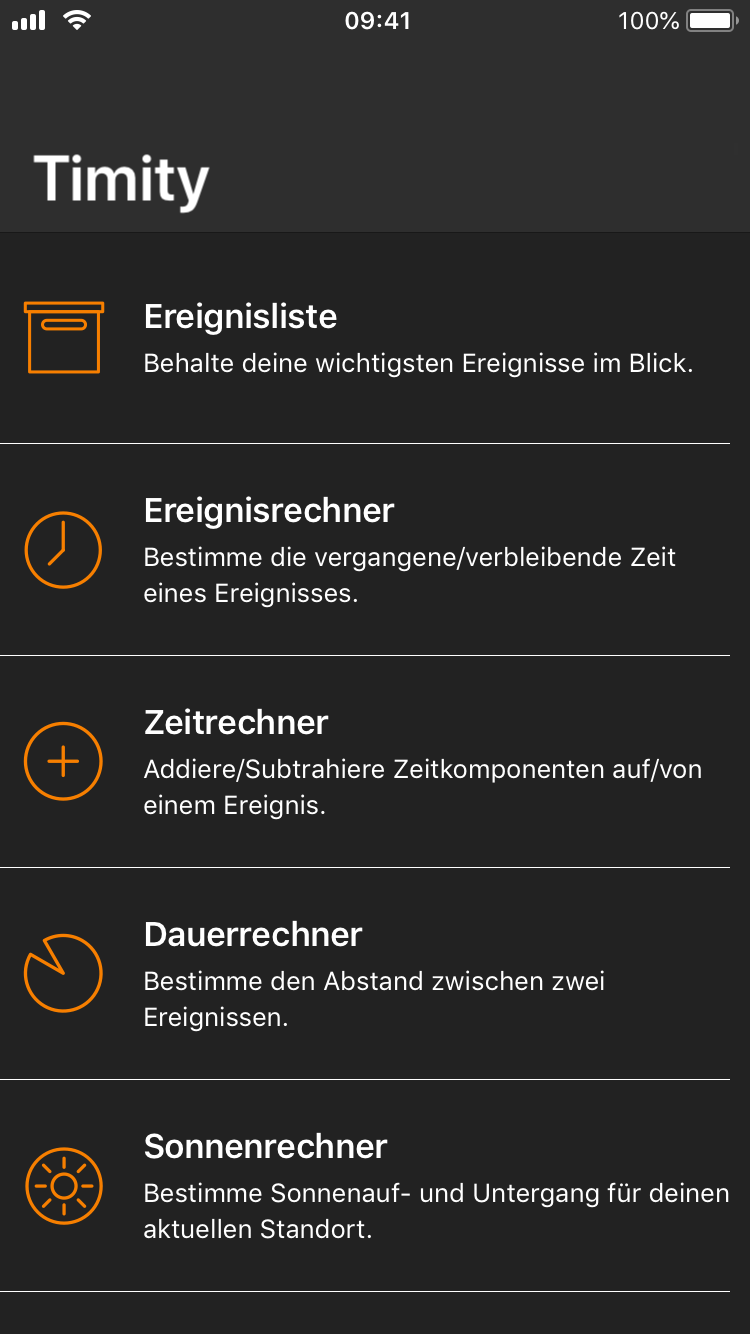 09:41
100%
Timity
Ereignisliste
Behalte deine wichtigsten Ereignisse im Blick.
Ereignisrechner
Bestimme die vergangene/verbleibende Zeit
eines Ereignisses.
Zeitrechner
Addiere/Subtrahiere Zeitkomponenten auf/von
einem Ereignis.
Dauerrechner
Bestimme den Abstand zwischen zwei
Ereignissen.
Sonnenrechner
Bestimme Sonnenauf- und Untergang für deinen
aktuellen Standort.